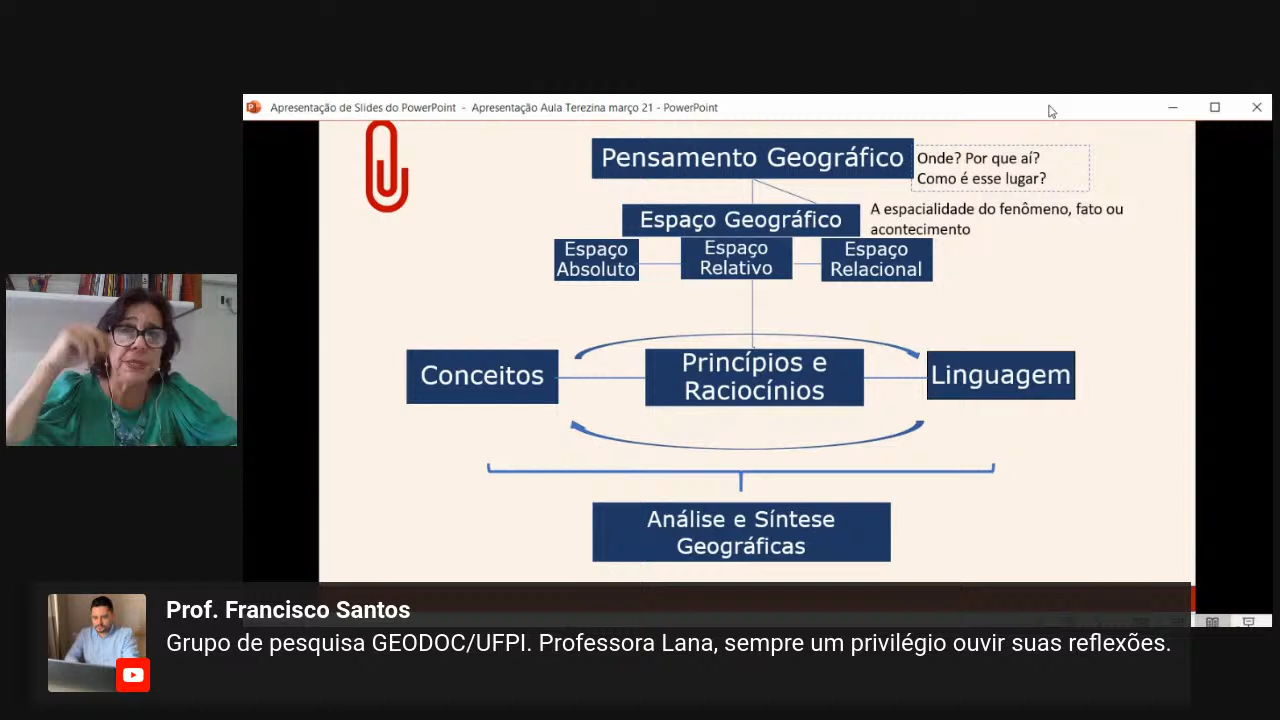 Apresentação de Slides do PowerPoint - Apresentação Aula Terezina março 21 - PowerPoint
Pensamento Geográfico
Onde? Por que aí?
Como é esse lugar?
Espaço Geográfico
A espacialidade do fenômeno, fato ou
acontecimento
Espaço
Absoluto
Espaço
Relativo
Espaço
Relacional
Conceitos
Princípios e
Raciocínios
Linguagem
Análise e Síntese
Geográficas
Prof. Francisco Santos
Grupo de pesquisa GEODOC/UFPI. Professora Lana, sempre um privilégio ouvir suas reflexões.